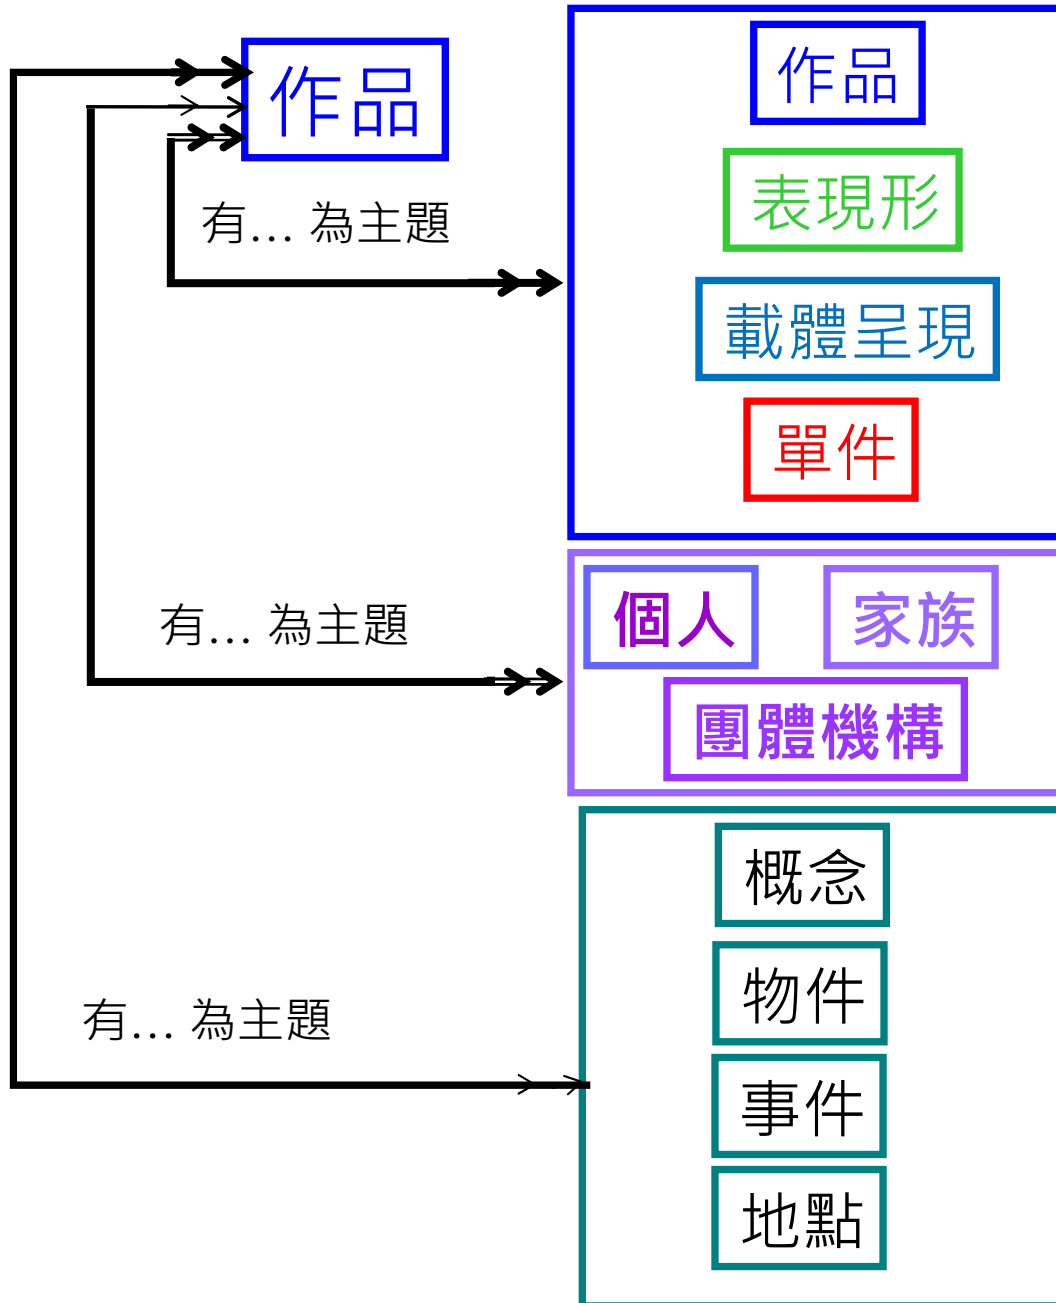 作品
作品
表現形
有… 為主題
載體呈現
單件
個人 家族
有… 為主題
團體機構
概念
物件
有… 為主題
事件
地點